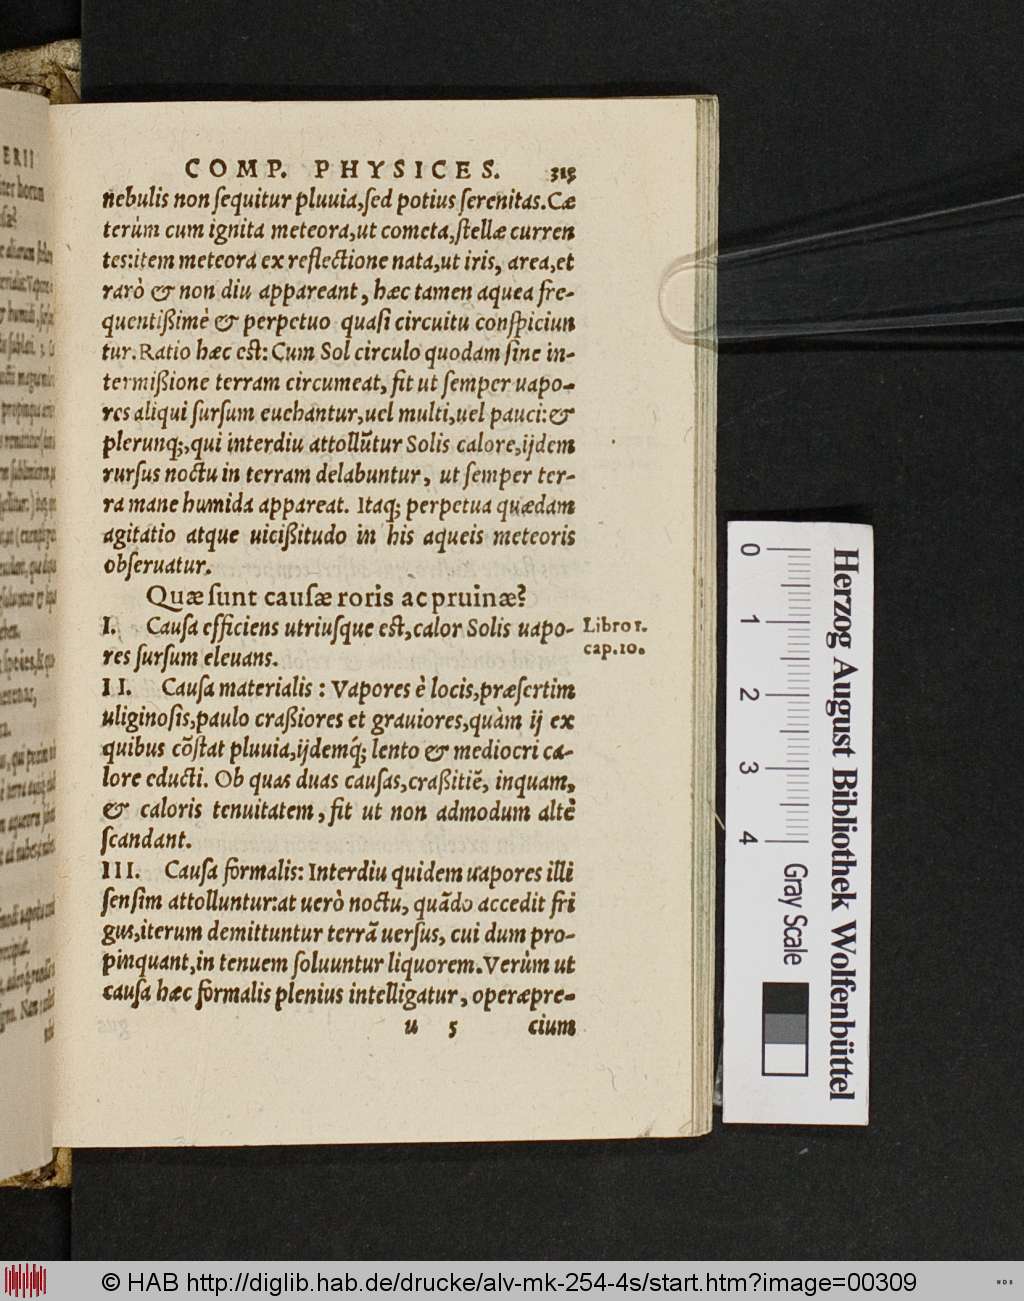 COMP. PHYSICES. 313
nebulis non ſequitur pluuia,ſed potius ſerenitas.Cæ
terùm cum ignita meteora,ut cometa,ſtellæ curren
tes:item meteora ex reflectione nata,ut iris, area,et
rarò & non diu appareant, hæc tamen aquea fre-
quentißimè & perpetuo quaſi circuitu conſpiciun
tur. Ratio hæc eſt: Cum Sol circulo quodam ſine in-
termißione terram circumeat, fit ut ſemper uapo-
res aliqui ſurſum euehantur,uel multi,uel pauci:&
plerunq;,qui interdiu attollũtur Solis calore,ijdem
rurſus noctu in terram delabuntur, ut ſemper ter-
ra mane humida appareat. Itaq; perpetua quædam
agitatio atque uicißitudo in his aqueis meteoris
obſeruatur.
Quæ ſunt cauſæ roris ac pruinæ?
I. Cauſa efficiens utriuſque eſt,calor Solis uapo-
Libro 1.
cap.10.
res ſurſum eleuans.
II. Cauſa materialis: Vapores è locis,præſertim
uliginoſis,paulo craßiores et grauiores,quàm ij ex
quibus cõſtat pluuia,ijdemq́; lento & mediocri ca-
lore educti. Ob quas duas cauſas,craßitiẽ, inquam,
& caloris tenuitatem, fit ut non admodum altè
ſcandant.
III. Cauſa formalis: Interdiu quidem uapores illi
ſenſim attolluntur:at uerò noctu, quãdo accedit fri
gus,iterum demittuntur terrã uerſus, cui dum pro-
pinquant,in tenuem ſoluuntur liquorem.Verùm ut
cauſa hæc formalis plenius intelligatur, operæpre-
u 5 cium
Herzog August Bibliothek Wolfenbüttel
0 1 2 3 4
Gray Scale
© HAB http://diglib.hab.de/drucke/alv-mk-254-4s/start.htm?image=00309